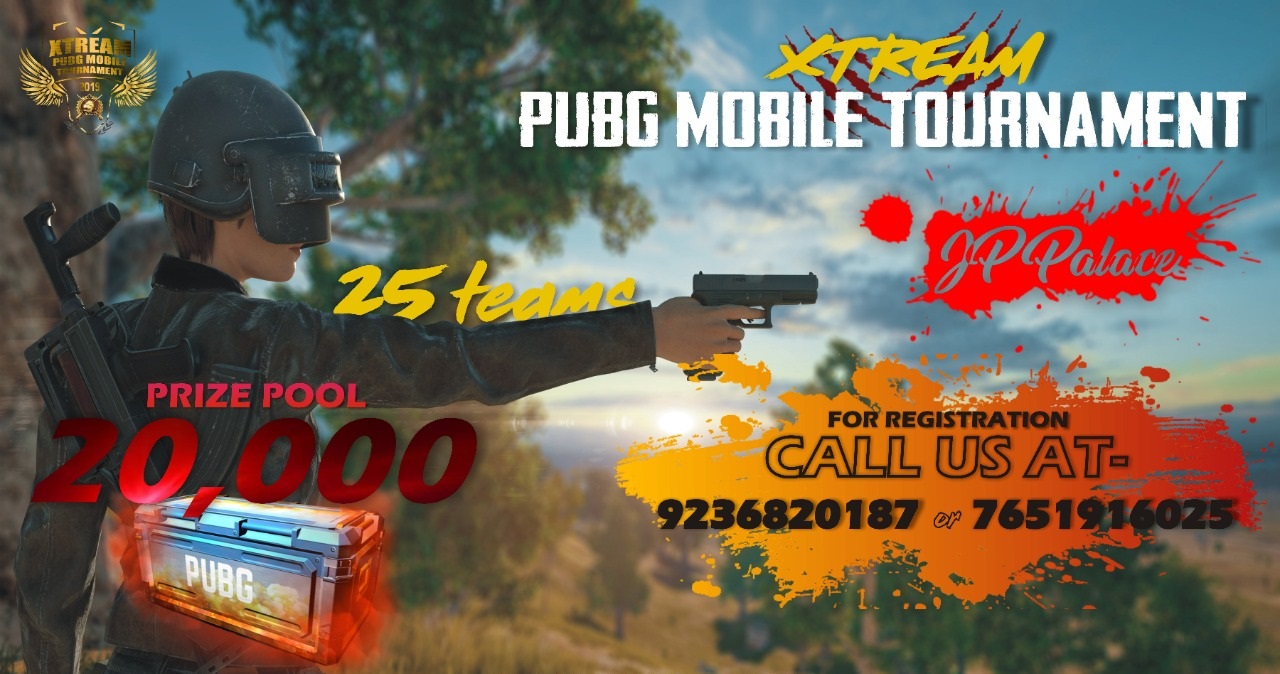 XTREAM
PUBG MOBILE
TOURNAMENT
2019
XTREAM
PUBG MOBILE TOURNAMENT
JP Palace
25 teams
PRIZE POOL
20,000
PUBG
FOR REGISTRATION
CALL US AT-
9236820187 or 7651916025